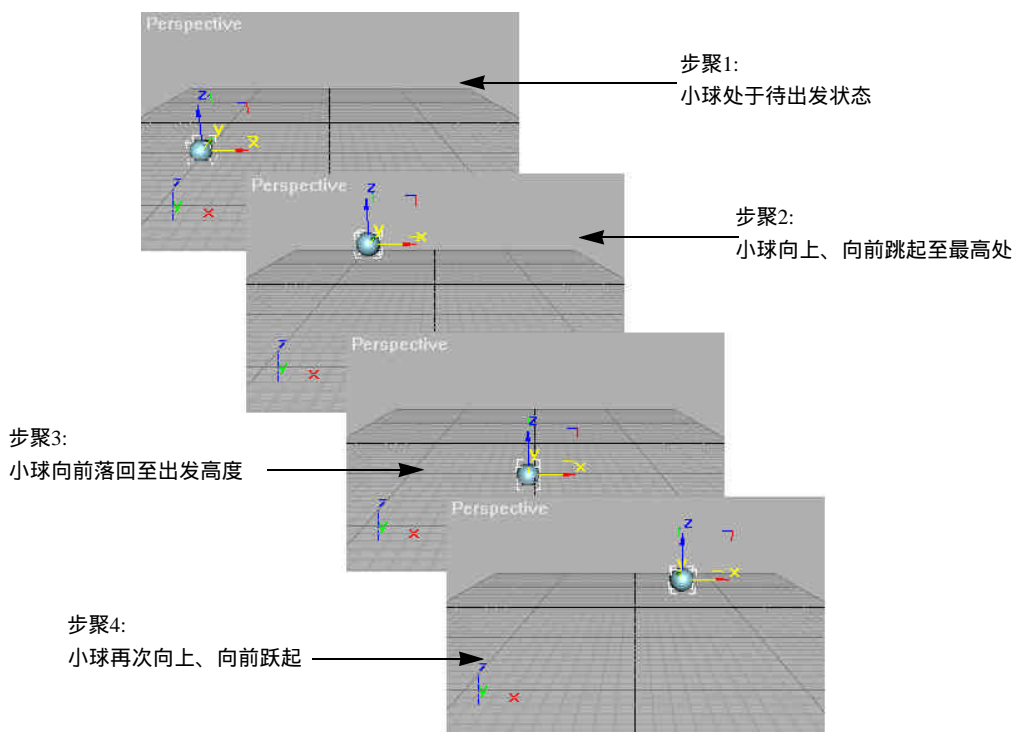 Perspective
步聚1:
小球处于待出发状态
z
y
x
z
y
x
Perspective
步聚2:
小球向上、向前跳起至最高处
z
y
x
z
y
x
Perspective
步聚3:
小球向前落回至出发高度
z
y
x
z
y
x
Perspective
步聚4:
小球再次向上、向前跃起
z
y
x
z
y
x